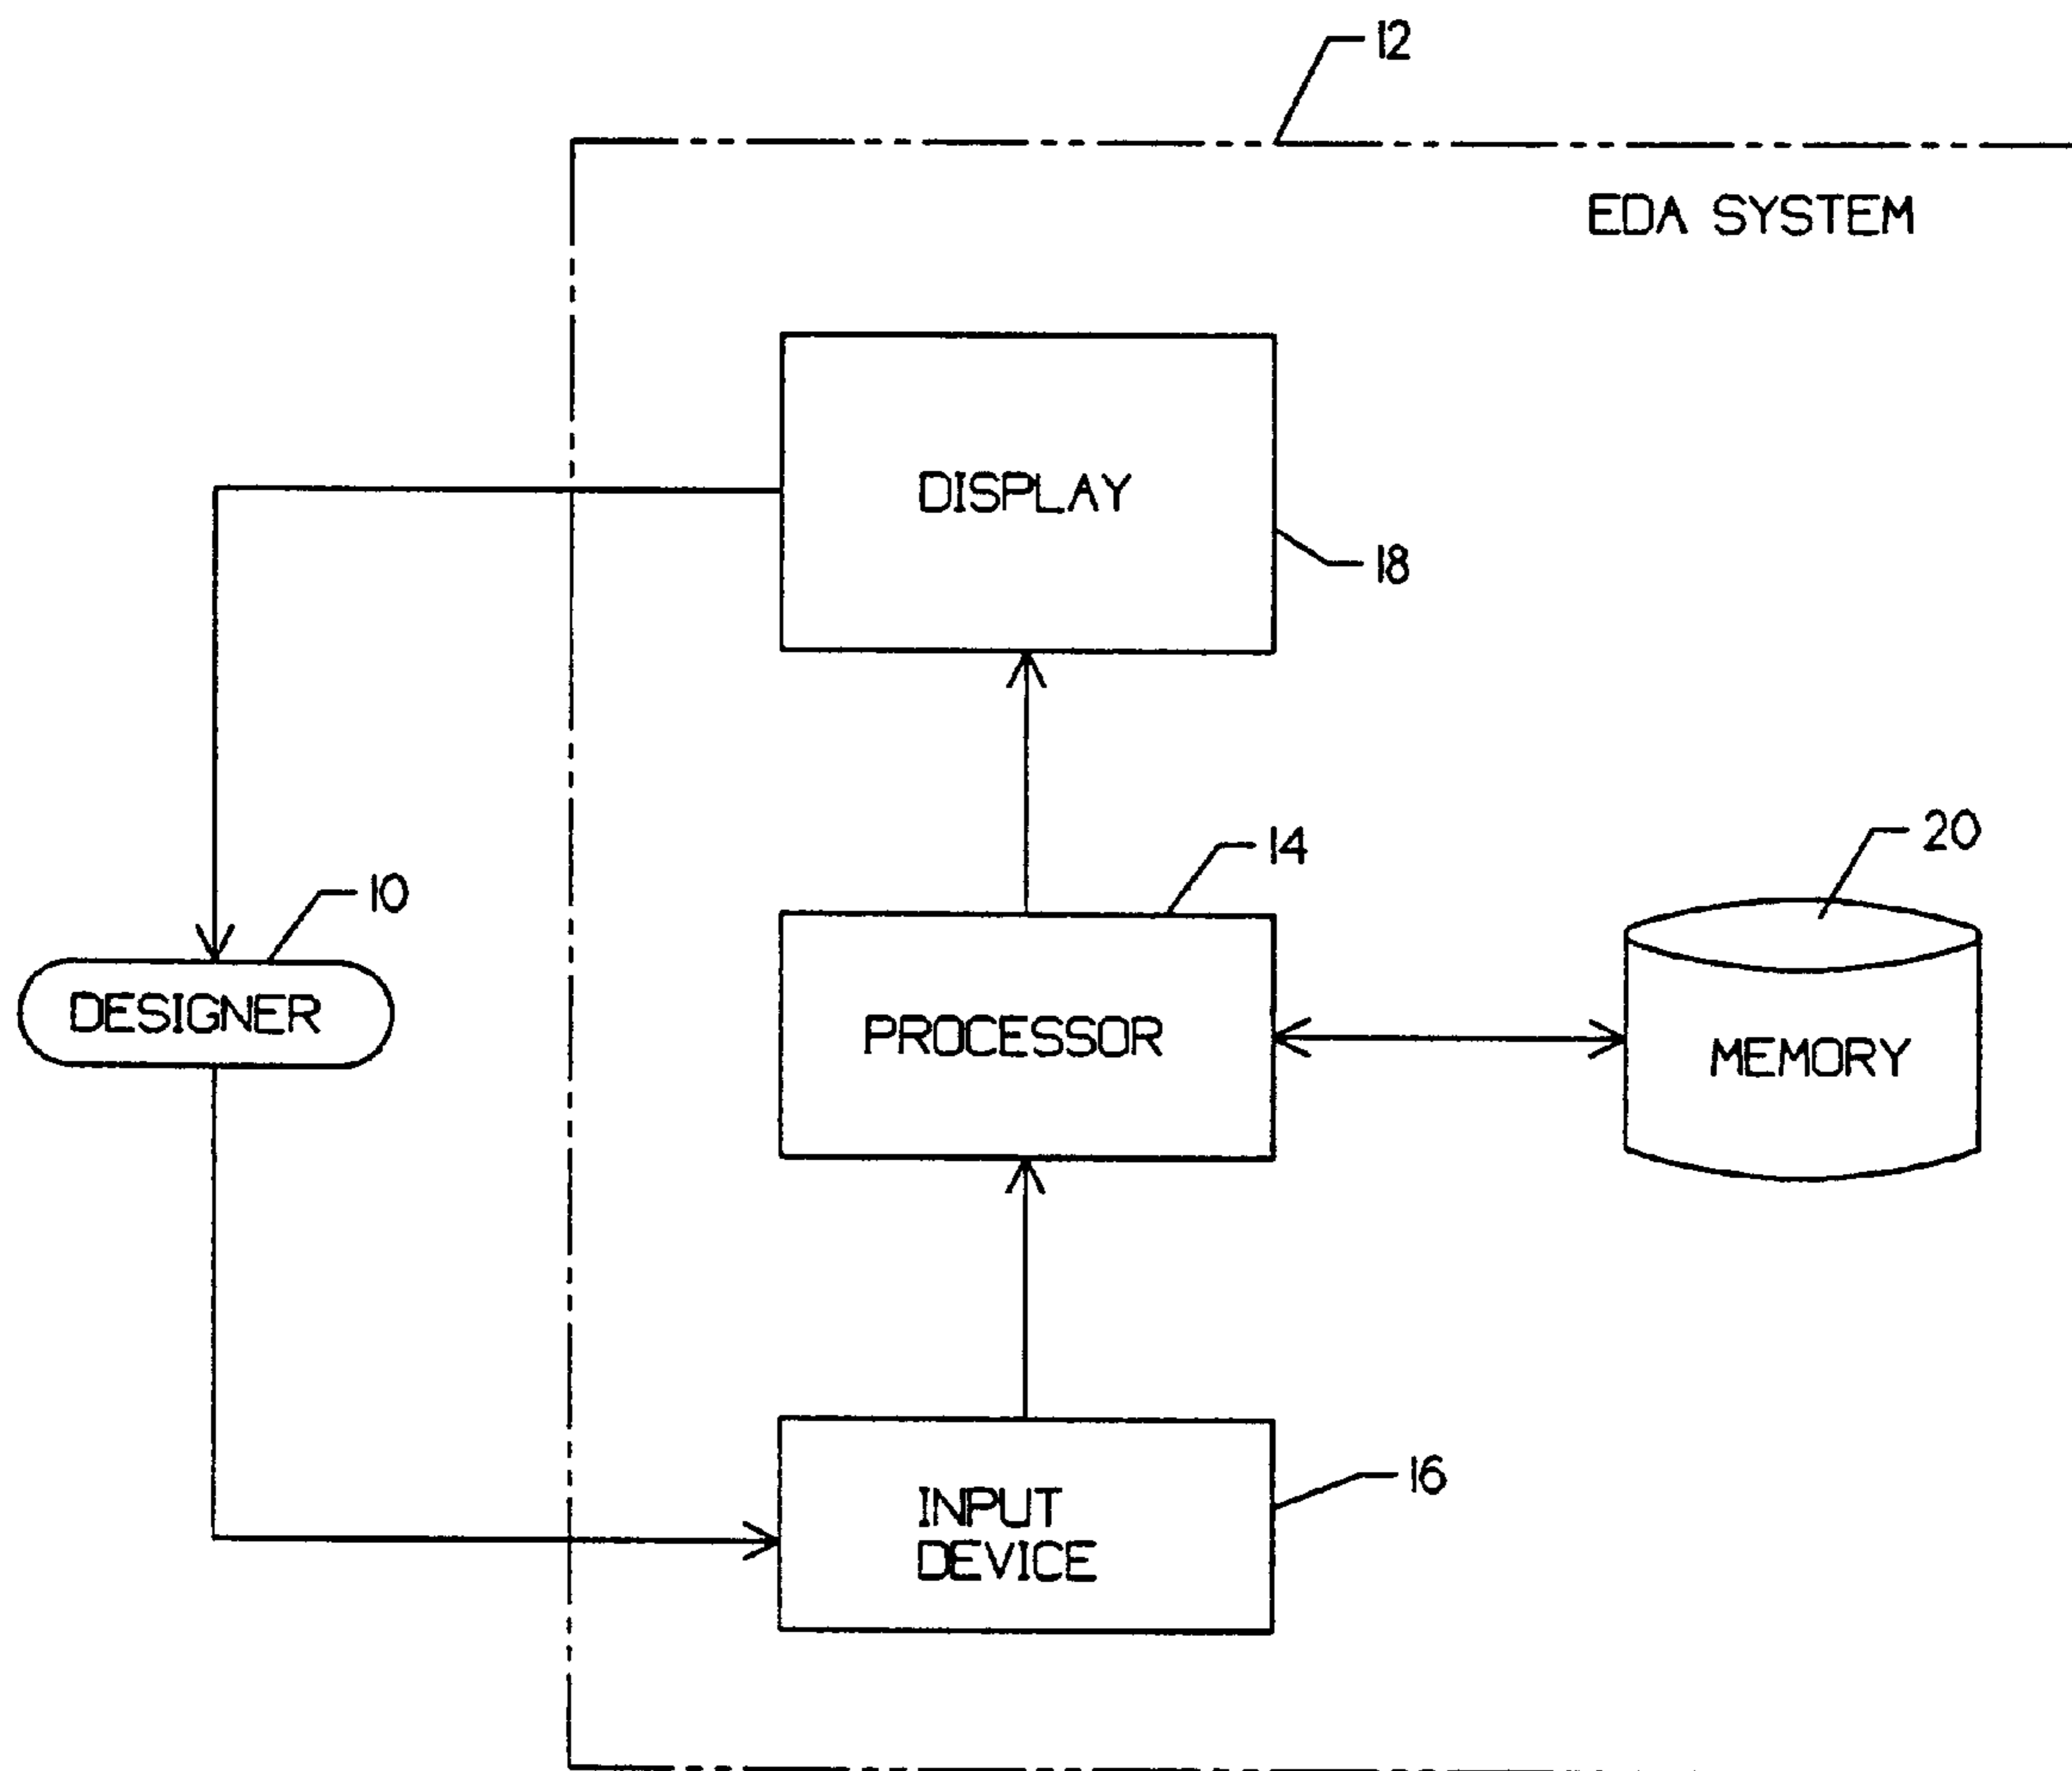 12
EDA SYSTEM
DISPLAY
18
14
20
10
DESIGNER
PROCESSOR
MEMORY
16
INPUT
DEVICE